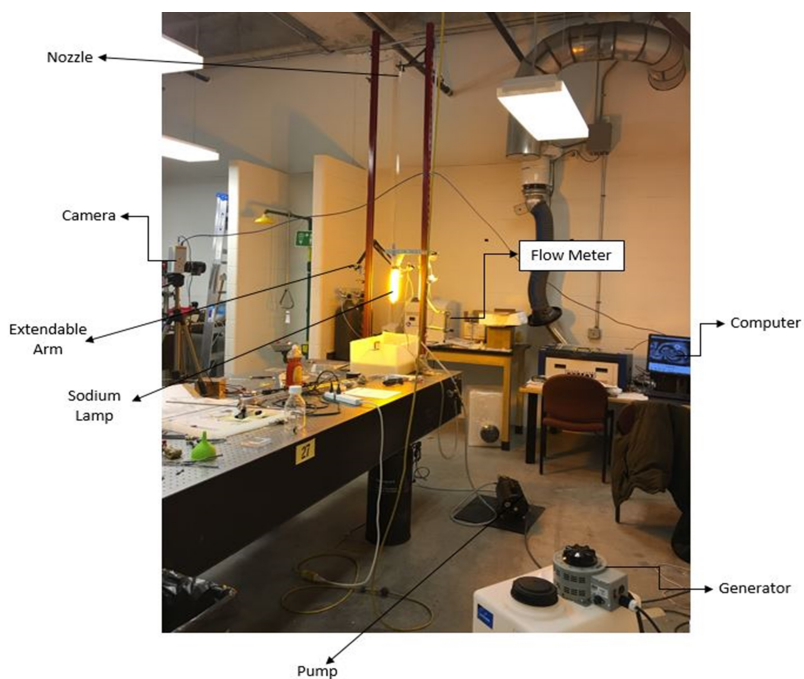 Nozzle
Camera
Flow Meter
Extendable
Arm
Computer
Sodium
Lamp
27
Generator
Pump